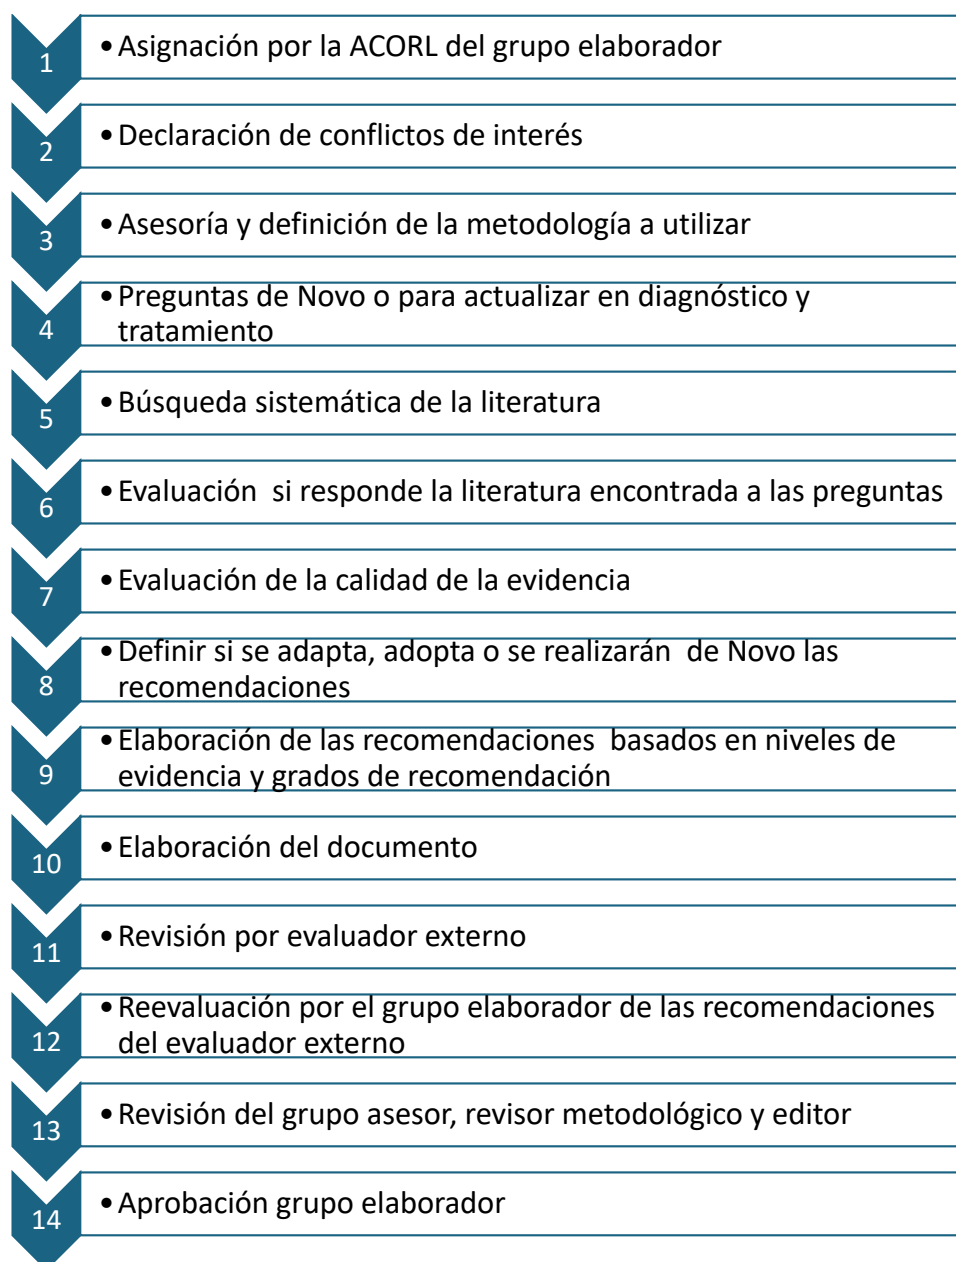 1
• Asignación por la ACORL del grupo elaborador
2
• Declaración de conflictos de interés
3
• Asesoría y definición de la metodología a utilizar
4
• Preguntas de Novo o para actualizar en diagnóstico y
tratamiento
5
• Búsqueda sistemática de la literatura
6
• Evaluación  si responde la literatura encontrada a las preguntas
7
• Evaluación de la calidad de la evidencia
8
• Definir si se adapta, adopta o se realizarán  de Novo las
recomendaciones
9
• Elaboración de las recomendaciones  basados en niveles de
evidencia y grados de recomendación
10
• Elaboración del documento
11
• Revisión por evaluador externo
12
• Reevaluación por el grupo elaborador de las recomendaciones
del evaluador externo
13
• Revisión del grupo asesor, revisor metodológico y editor
14
• Aprobación grupo elaborador